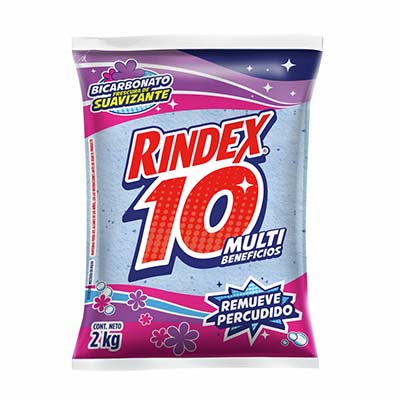 BICARBONATO
FRESCURA DE
SUAVIZANTE
RINDEX
10
MULTI
BENEFICIOS
REMUEVE
PERCUDIDO
CONT. NETO
2 kg